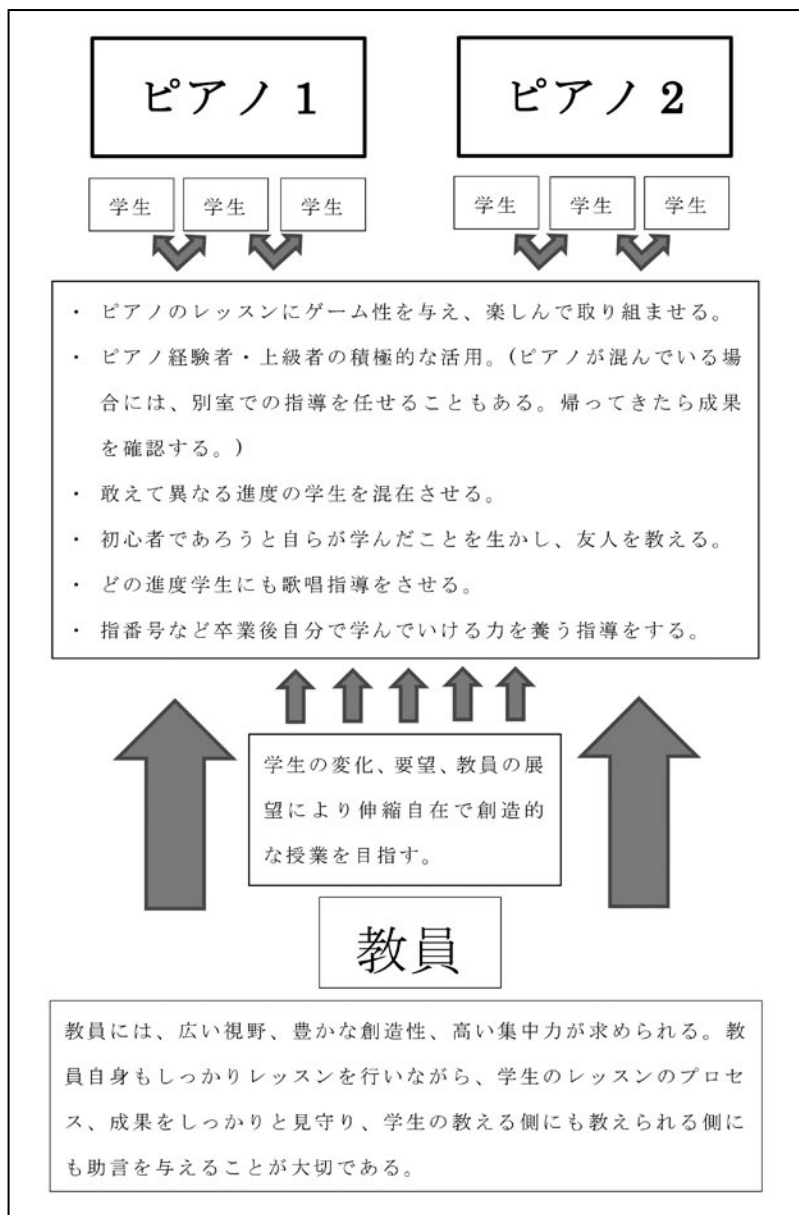 ピアノ 1
ピアノ 2
学生
学生
学生
学生
学生
学生
・ ピアノのレッスンにゲーム性を与え、楽しんで取り組ませる。
・ ピアノ経験者・上級者の積極的な活用。(ピアノが混んでいる場
合には、別室での指導を任せることもある。帰ってきたら成果
を確認する。)
・ 敢えて異なる進度の学生を混在させる。
・ 初心者であろうと自らが学んだことを生かし、友人を教える。
・ どの進度学生にも歌唱指導をさせる。
・ 指番号など卒業後自分で学んでいける力を養う指導をする。
学生の変化、要望、教員の展
望により伸縮自在で創造的
な授業を目指す。
教員
教員には、広い視野、豊かな創造性、高い集中力が求められる。教
員自身もしっかりレッスンを行いながら、学生のレッスンのプロセ
ス、成果をしっかりと見守り、学生の教える側にも教えられる側に
も助言を与えることが大切である。